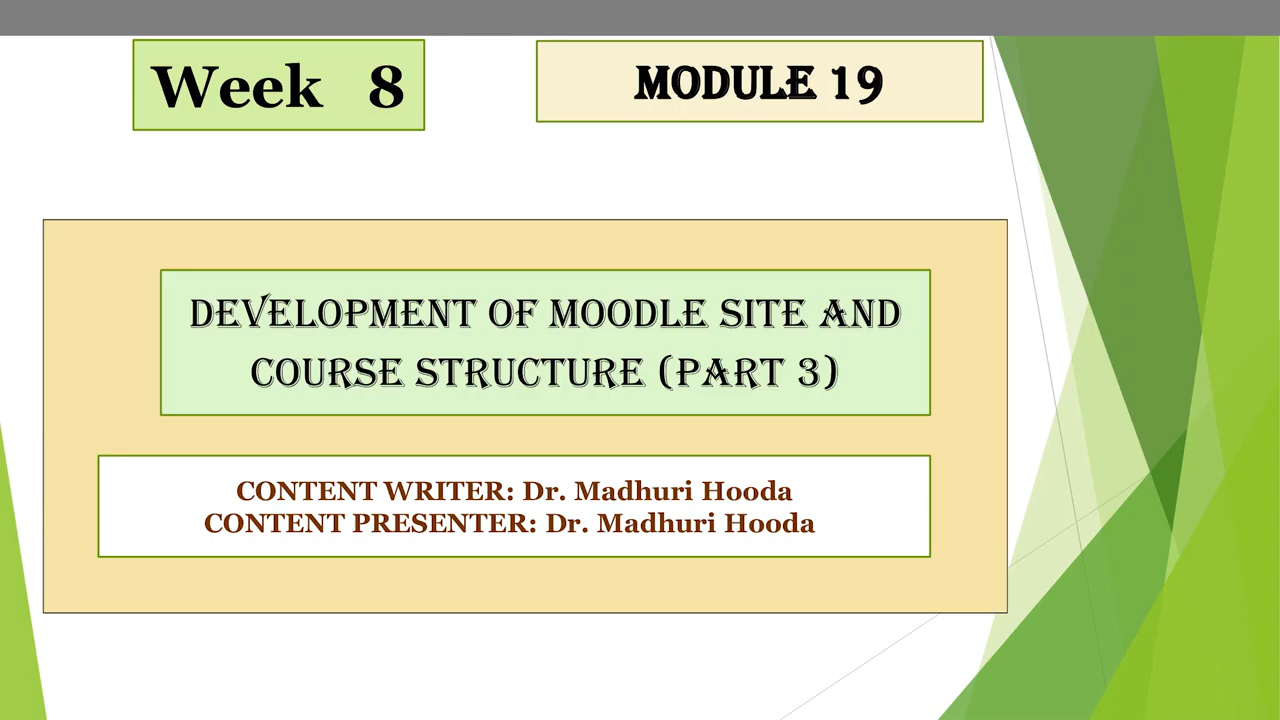 Week 8
MODULE 19
DEVELOPMENT OF MOODLE SITE AND
COURSE STRUCTURE (PART 3)
CONTENT WRITER: Dr. Madhuri Hooda
CONTENT PRESENTER: Dr. Madhuri Hooda